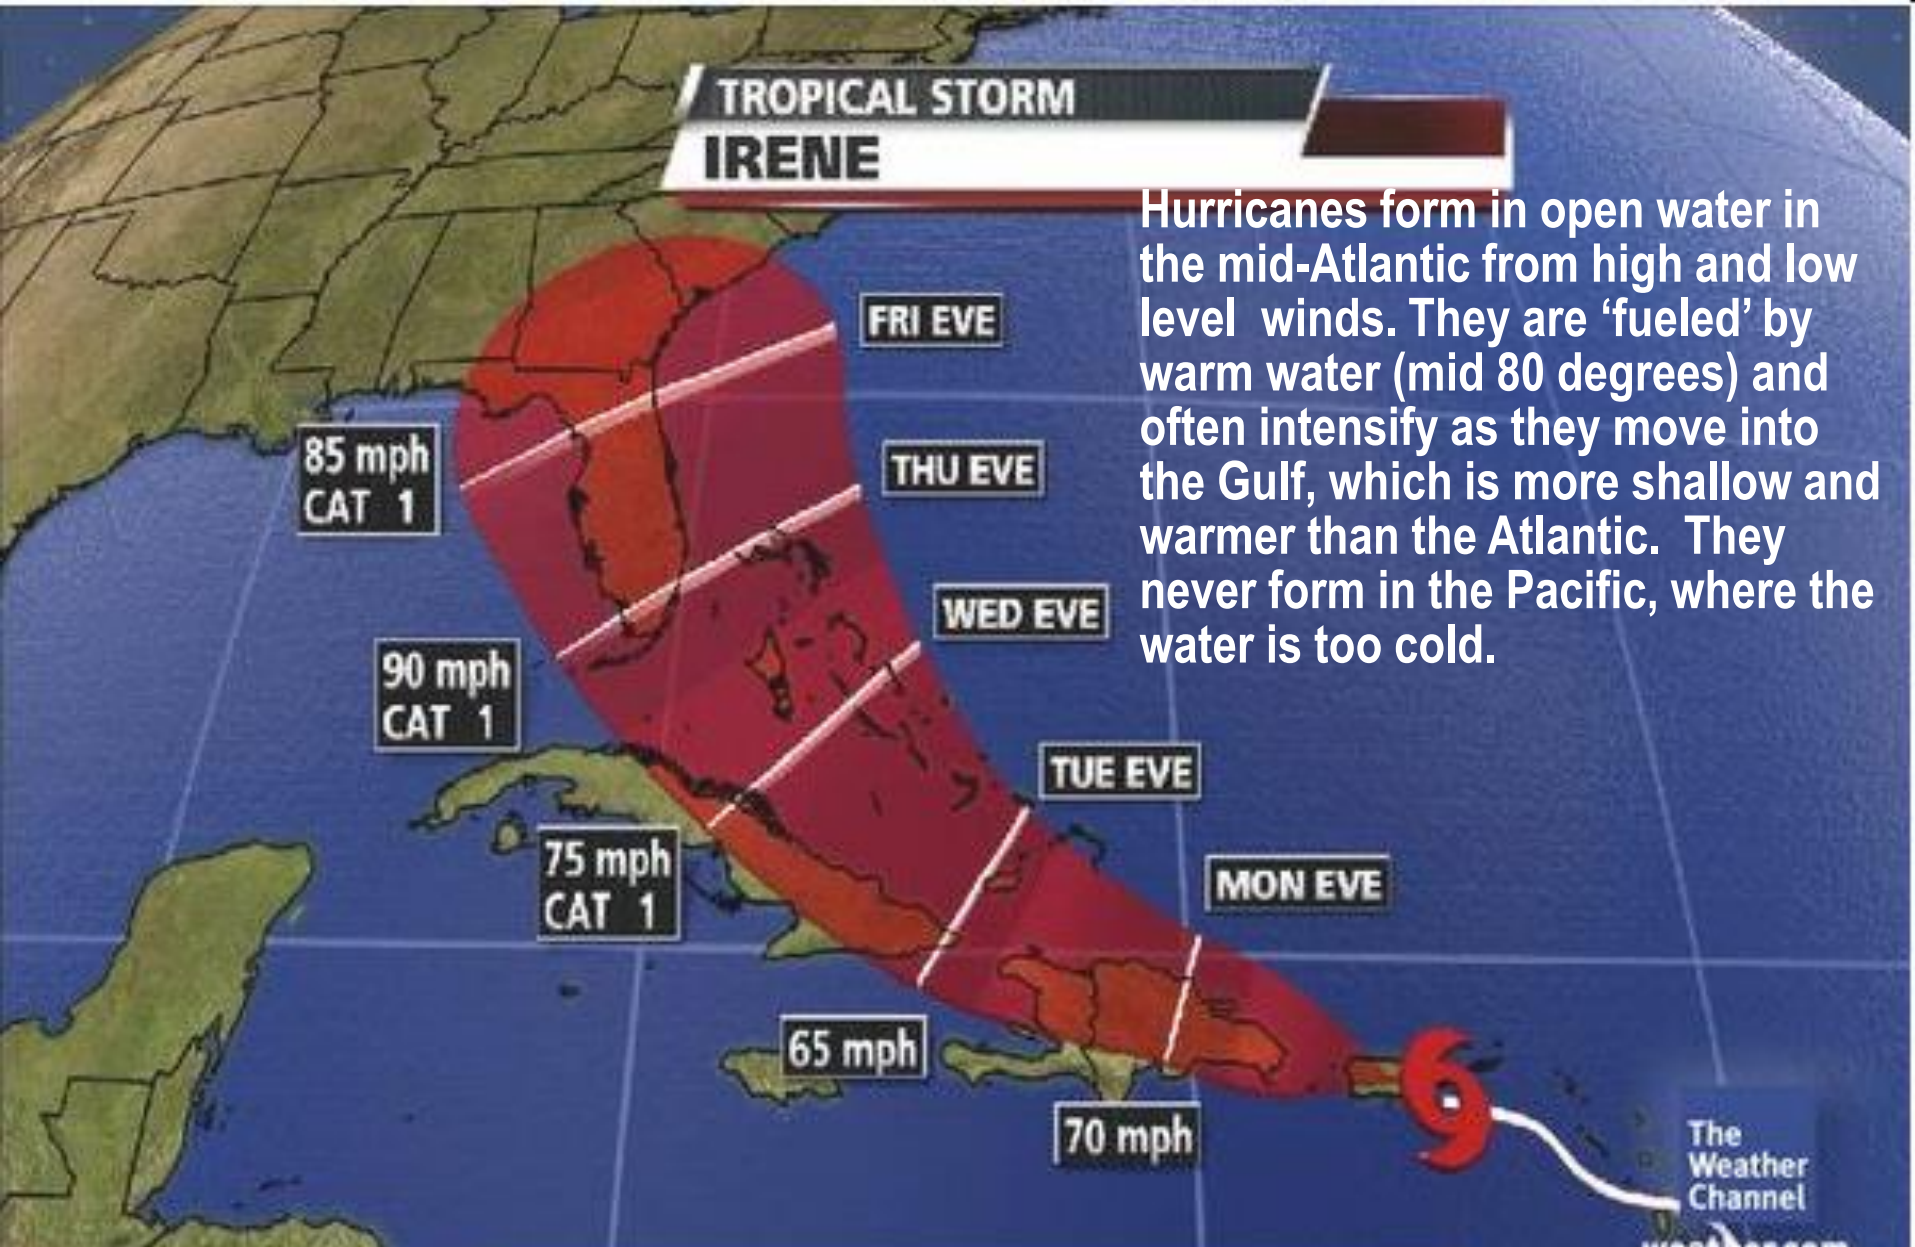 TROPICAL STORM
IRENE
Hurricanes form in open water in
the mid-Atlantic from high and low
level winds. They are ‘fueled’ by
warm water (mid 80 degrees) and
often intensify as they move into
the Gulf, which is more shallow and
warmer than the Atlantic. They
never form in the Pacific, where the
water is too cold.
FRI EVE
85 mph
CAT 1
THU EVE
90 mph
CAT 1
WED EVE
75 mph
CAT 1
TUE EVE
65 mph
MON EVE
70 mph
The
Weather
Channel